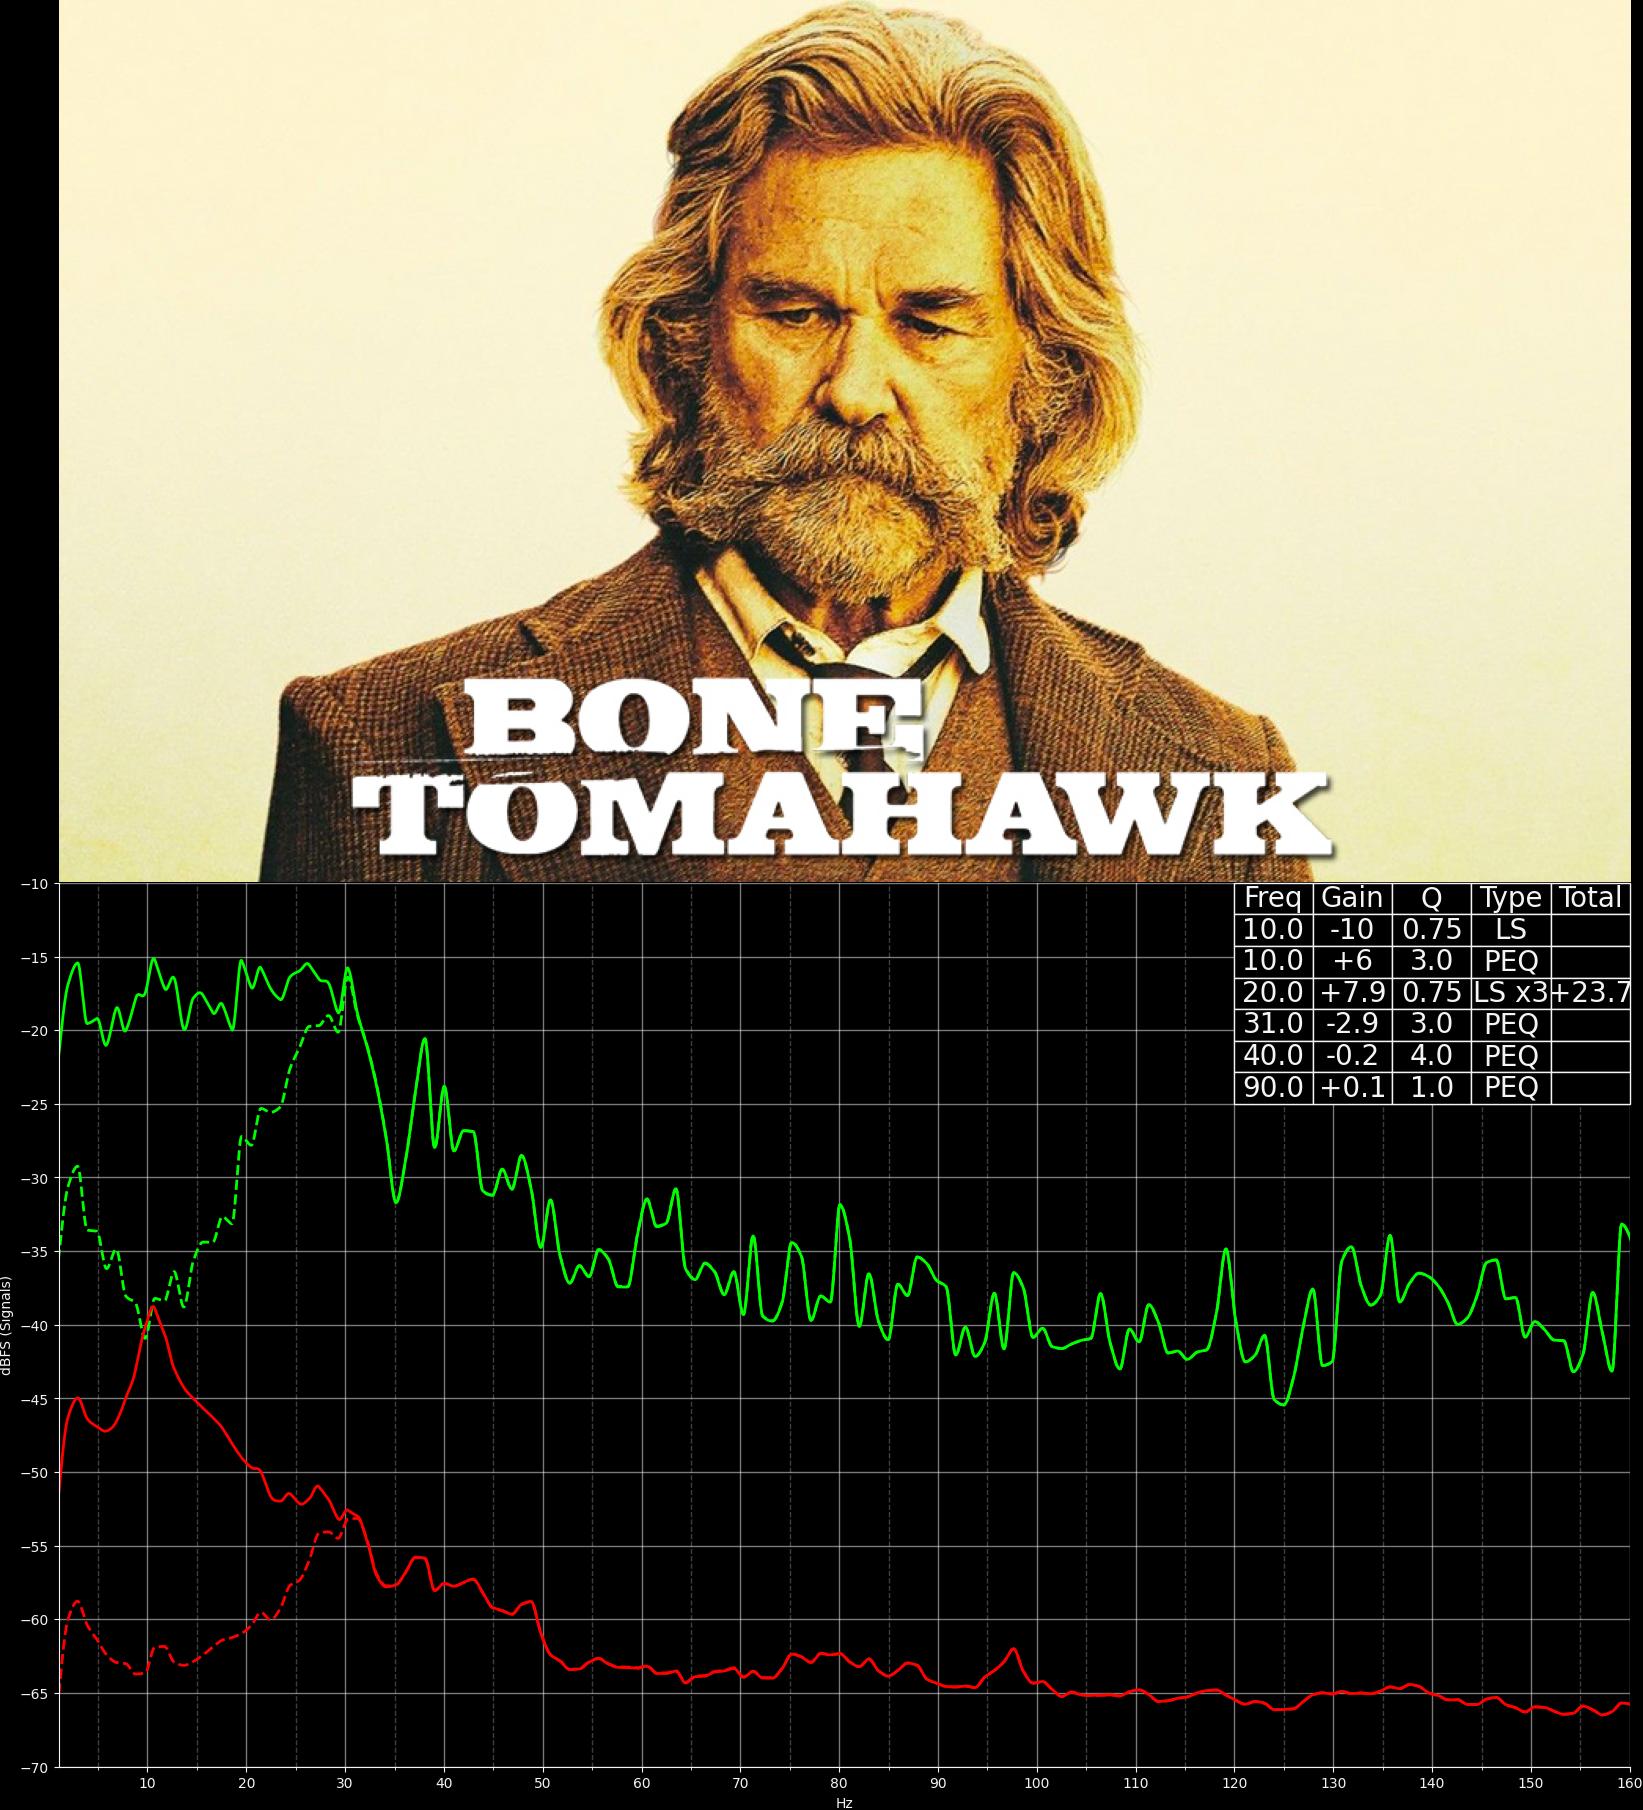 BONE
TOMAHAWK
Freq Gain Q Type Total
10.0 -10 0.75 LS
10.0 +6 3.0 PEQ
20.0 +7.9 0.75 LS x3 +23.7
31.0 -2.9 3.0 PEQ
40.0 -0.2 4.0 PEQ
90.0 +0.1 1.0 PEQ
−10
−15
−20
−25
−30
−35
−40
−45
−50
−55
−60
−65
−70
dBFS (Signals)
10 20 30 40 50 60 70 80 90 100 110 120 130 140 150 160
Hz